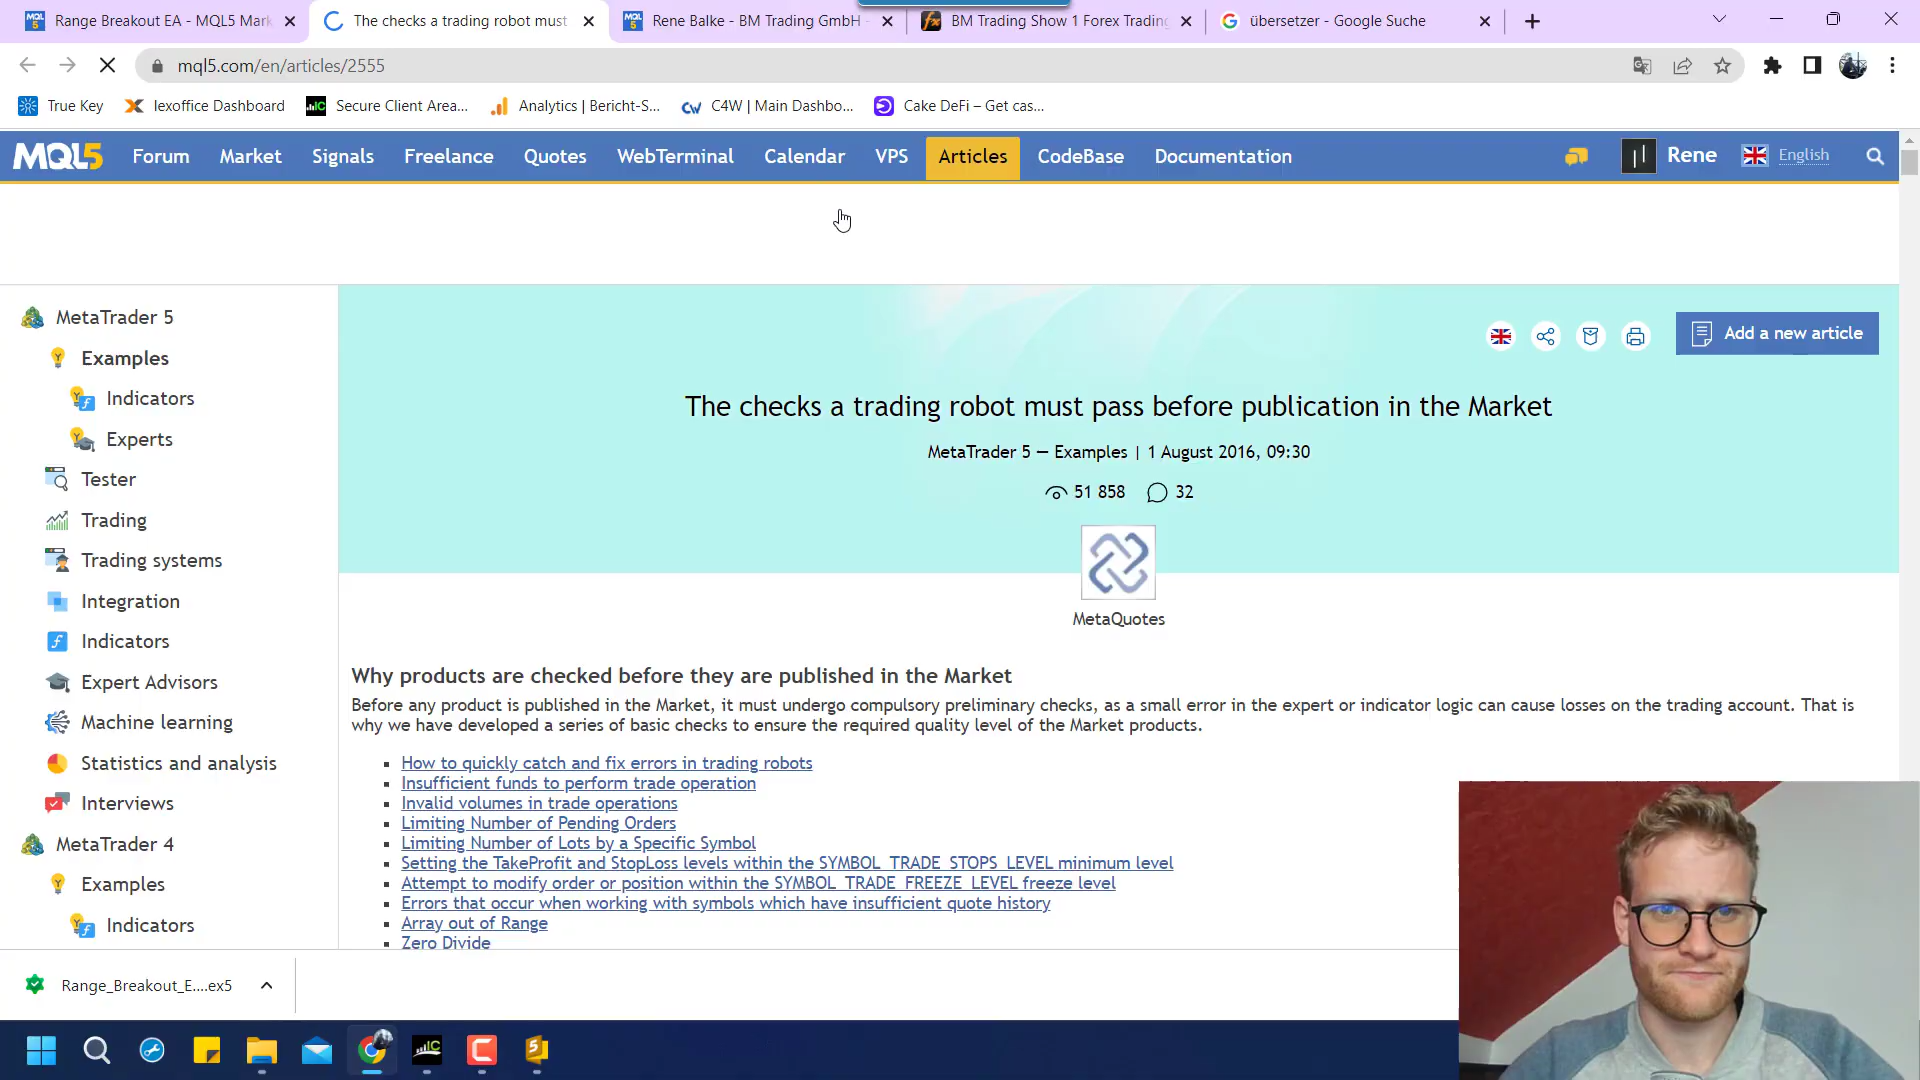 Range Breakout EA - MQL5 Mark
The checks a trading robot must
Rene Balke - BM Trading GmbH -
BM Trading Show 1 Forex Trading
übersetzer - Google Suche
mql5.com/en/articles/2555
True Key
lexoffice Dashboard
Secure Client Area...
Analytics | Bericht-S...
C4W | Main Dashbo...
Cake DeFi – Get cas...
MQL5 Forum Market Signals Freelance Quotes WebTerminal Calendar VPS Articles CodeBase Documentation Rene English
MetaTrader 5
Examples
Indicators
Experts
Tester
Trading
Trading systems
Integration
Indicators
Expert Advisors
Machine learning
Statistics and analysis
Interviews
MetaTrader 4
Examples
Indicators
Add a new article
The checks a trading robot must pass before publication in the Market
MetaTrader 5 — Examples | 1 August 2016, 09:30
51 858 32
MetaQuotes
Why products are checked before they are published in the Market
Before any product is published in the Market, it must undergo compulsory preliminary checks, as a small error in the expert or indicator logic can cause losses on the trading account. That is
why we have developed a series of basic checks to ensure the required quality level of the Market products.
How to quickly catch and fix errors in trading robots
Insufficient funds to perform trade operation
Invalid volumes in trade operations
Limiting Number of Pending Orders
Limiting Number of Lots by a Specific Symbol
Setting the TakeProfit and StopLoss levels within the SYMBOL_TRADE_STOPS_LEVEL minimum level
Attempt to modify order or position within the SYMBOL_TRADE_FREEZE_LEVEL freeze level
Errors that occur when working with symbols which have insufficient quote history
Array out of Range
Zero Divide
Range_Breakout_E....ex5